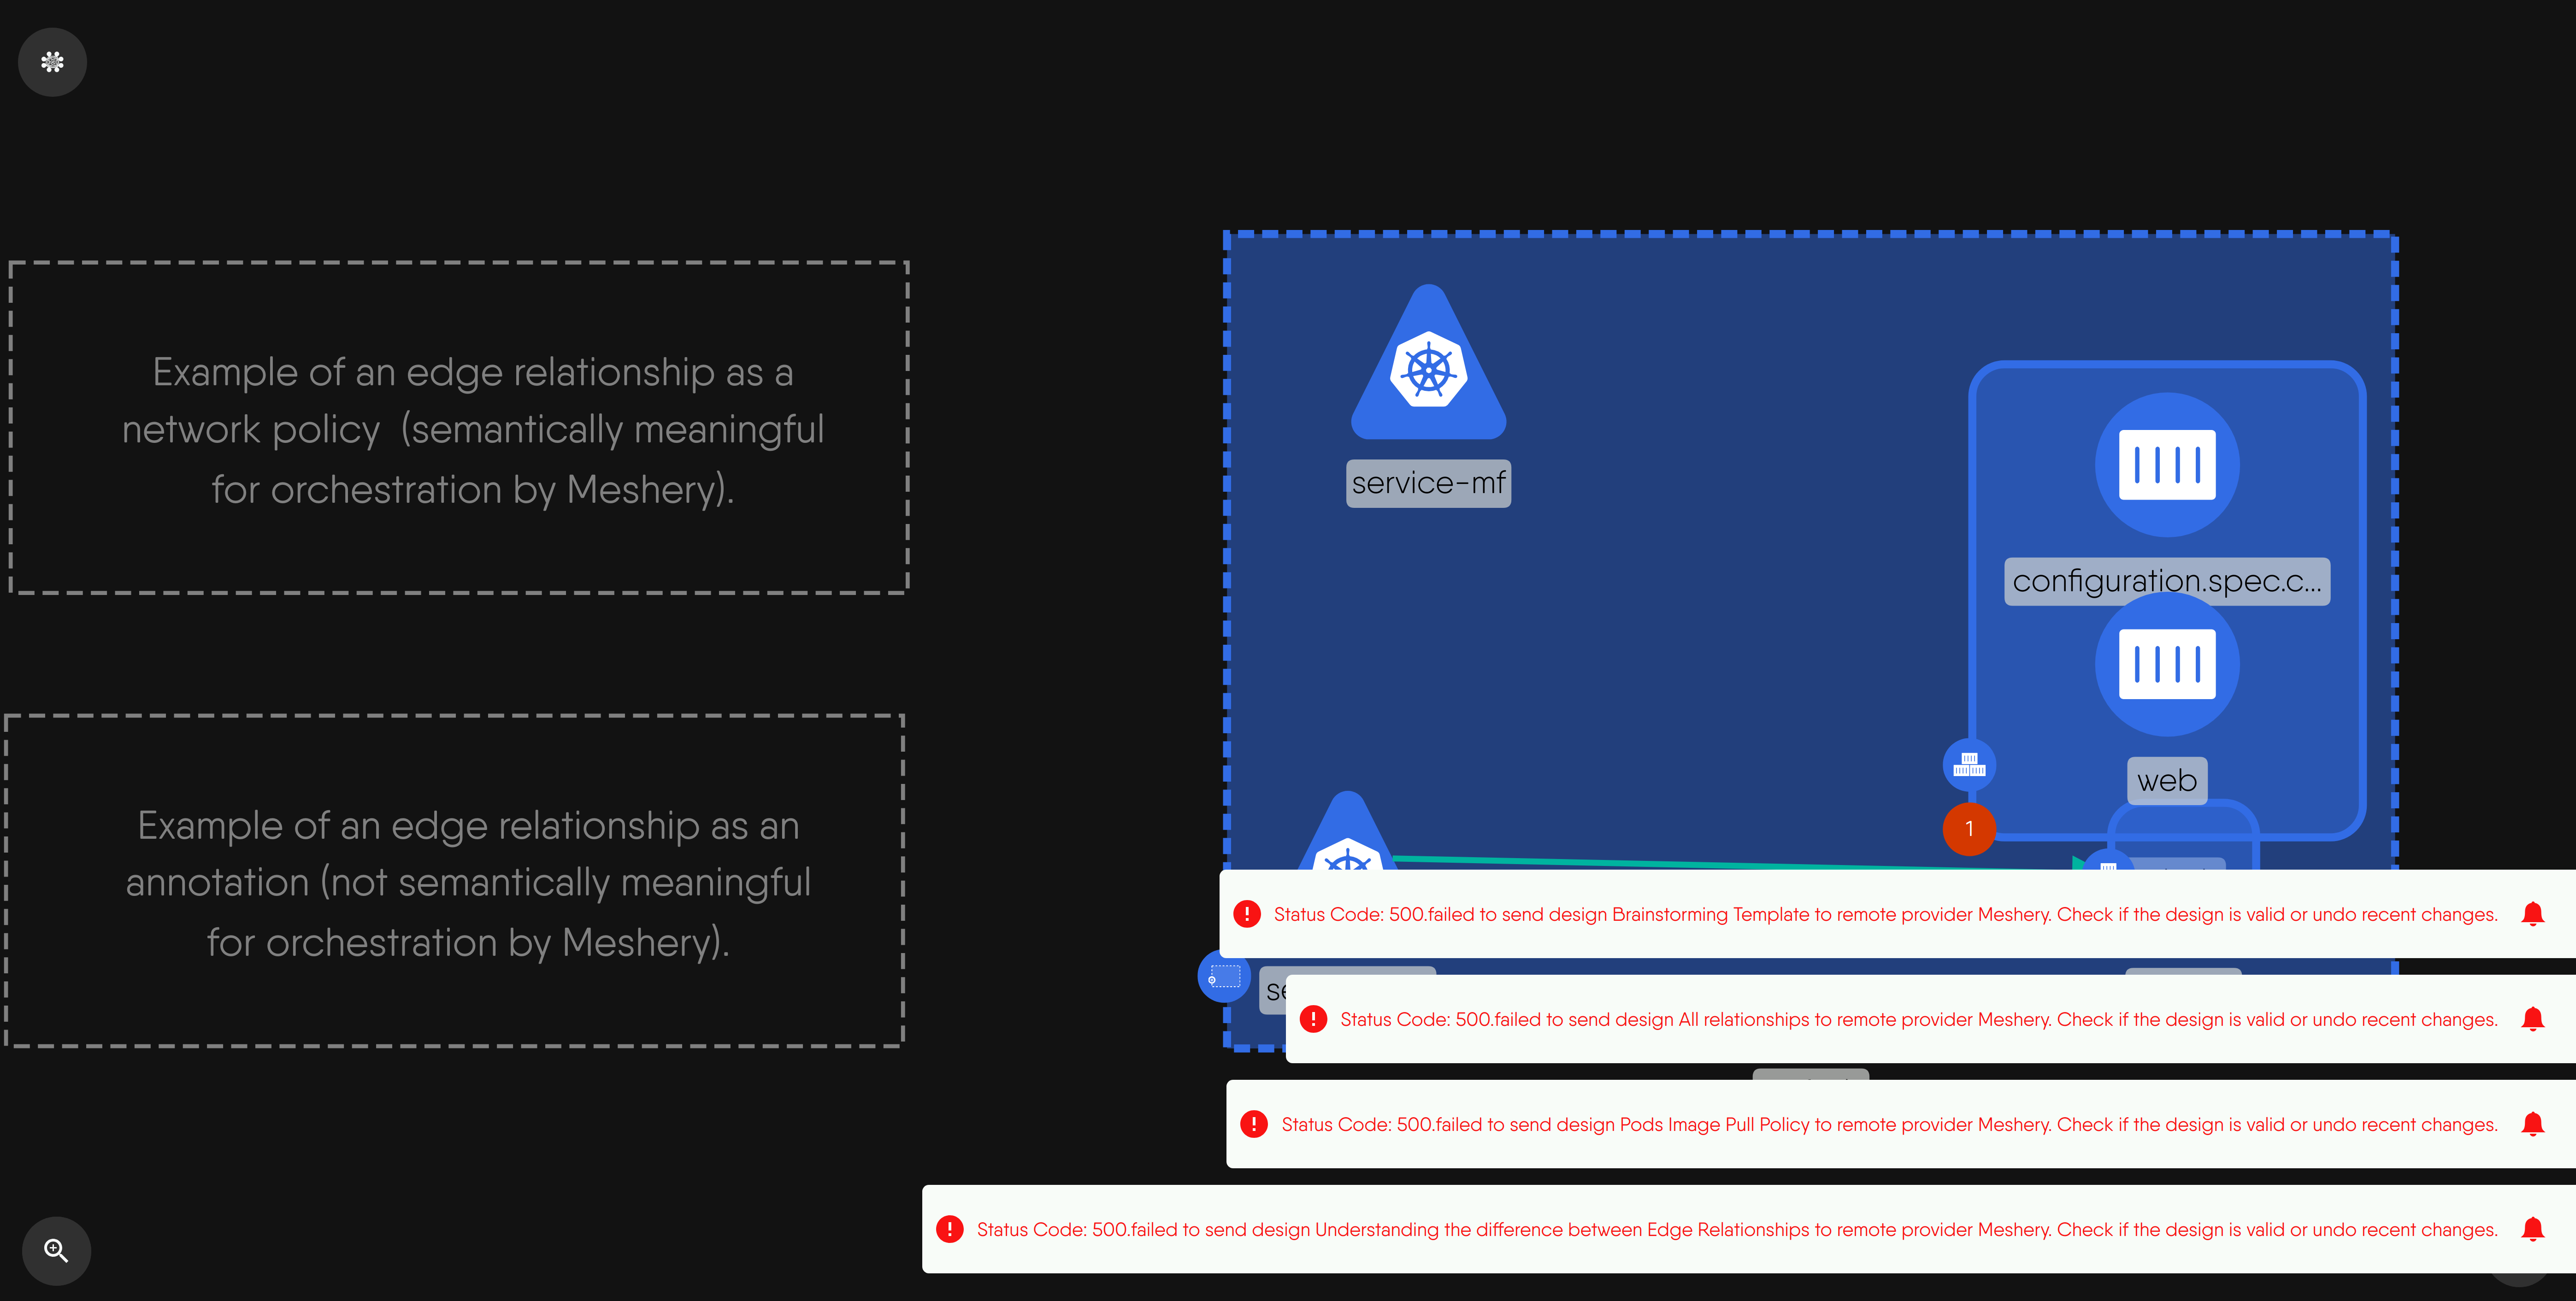 Example of an edge relationship as a
network policy (semantically meaningful
for orchestration by Meshery).
service-mf
configuration.spec.c...
web
1
Example of an edge relationship as an
annotation (not semantically meaningful
for orchestration by Meshery).
Status Code: 500.failed to send design Brainstorming Template to remote provider Meshery. Check if the design is valid or undo recent changes.
Status Code: 500.failed to send design All relationships to remote provider Meshery. Check if the design is valid or undo recent changes.
Status Code: 500.failed to send design Pods Image Pull Policy to remote provider Meshery. Check if the design is valid or undo recent changes.
Status Code: 500.failed to send design Understanding the difference between Edge Relationships to remote provider Meshery. Check if the design is valid or undo recent changes.